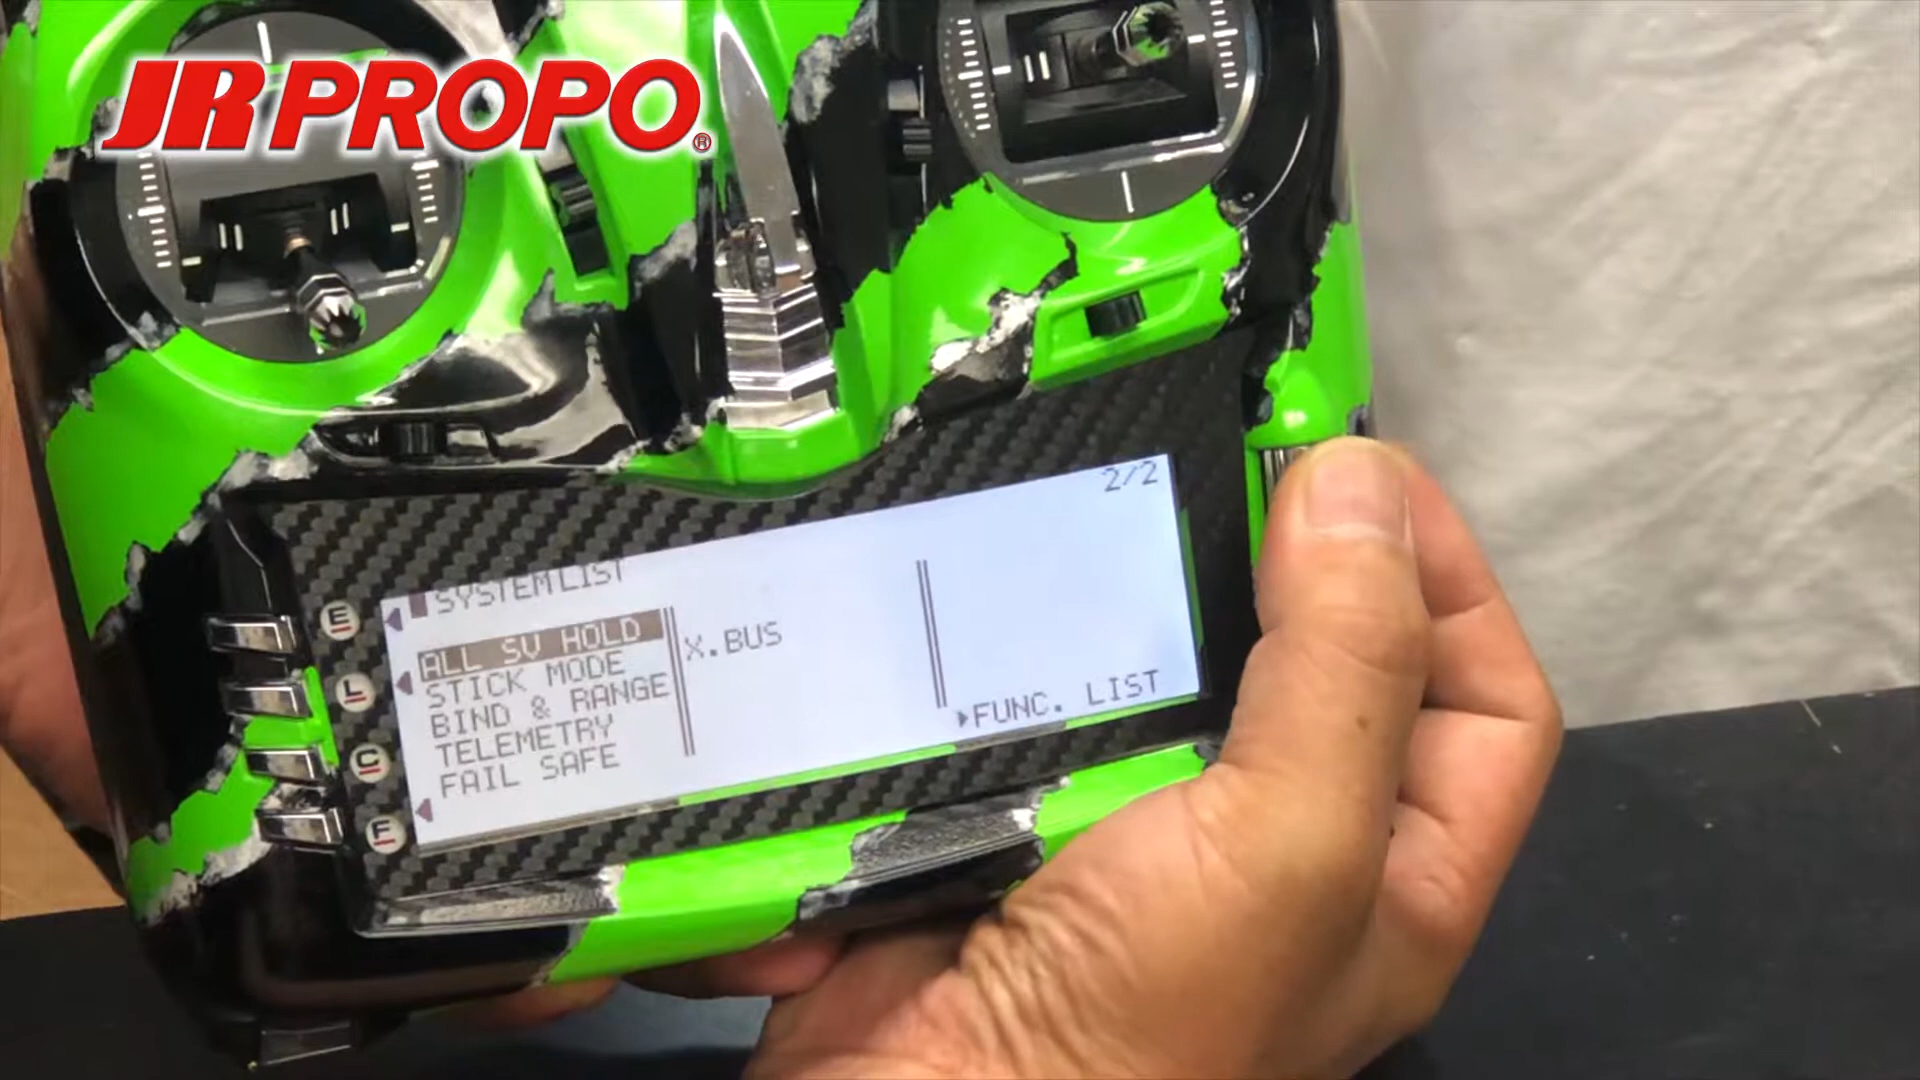 JR PROPO®
2/2
SYSTEM LIST
ALL SV HOLD
STICK MODE
BIND & RANGE
TELEMETRY
FAIL SAFE
X.BUS
FUNC. LIST
E
L
C
F